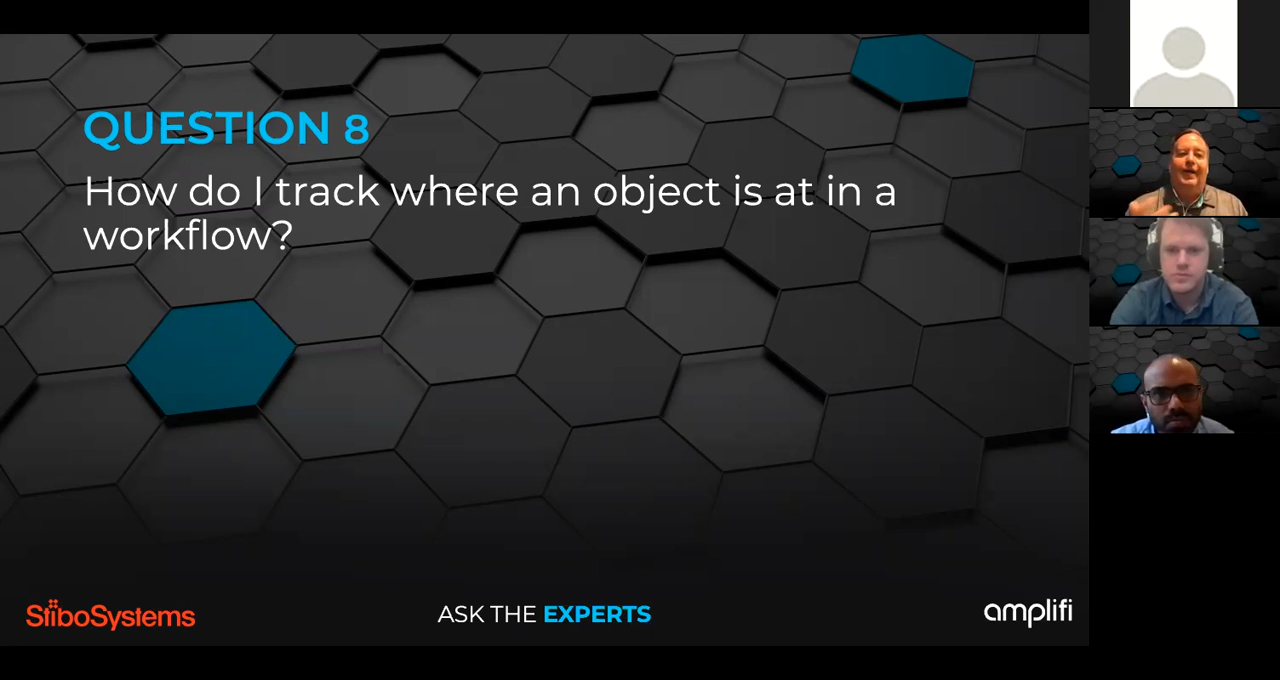 QUESTION 8
How do I track where an object is at in a
workflow?
StiboSystems
ASK THE EXPERTS
amplifi